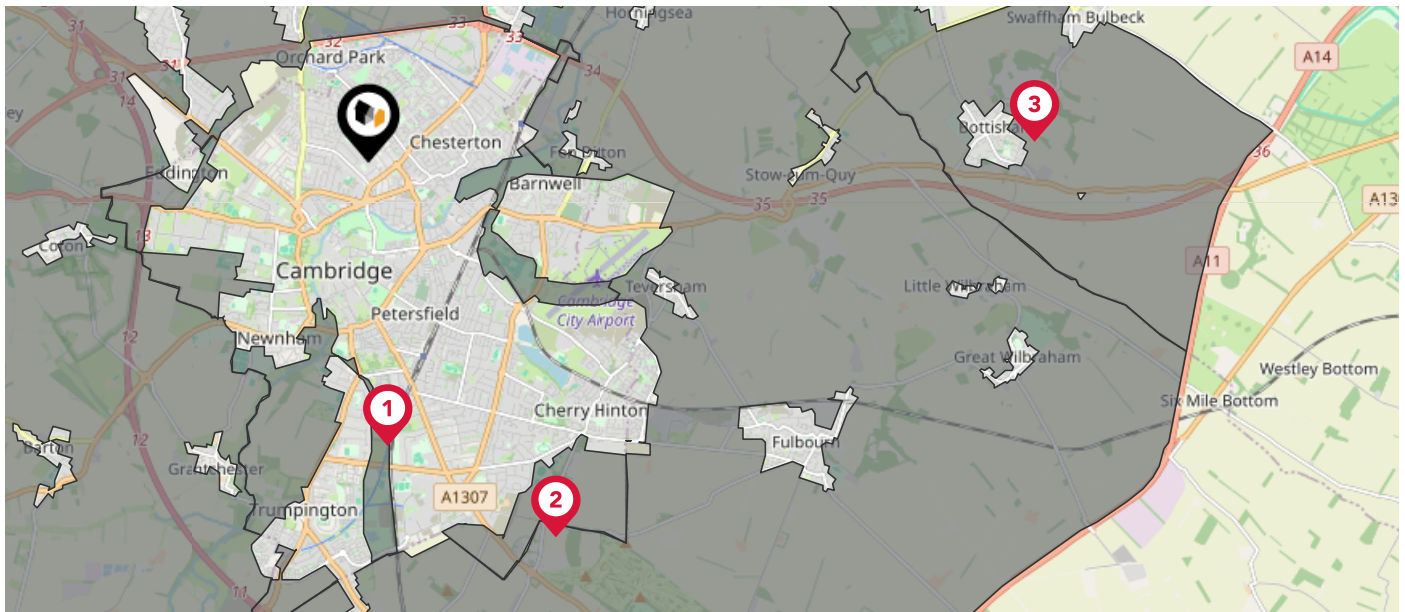 Horningsea
Swaffham Bulbeck
31
33
32
33
Orchard Park
A14
31
31
34
14
3
ey
Chesterton
Bottisham
Fen Ditton
36
Eddington
Stow-cum-Quy
Barnwell
A13
35
35
13
Coton
A11
Cambridge
Teversham
Little Wilbraham
Cambridge
City Airport
Petersfield
12
Newnham
Great Wilbraham
Westley Bottom
Six Mile Bottom
1
Cherry Hinton
12
Barton
Fulbourn
Grantchester
A1307
2
Trumpington
11